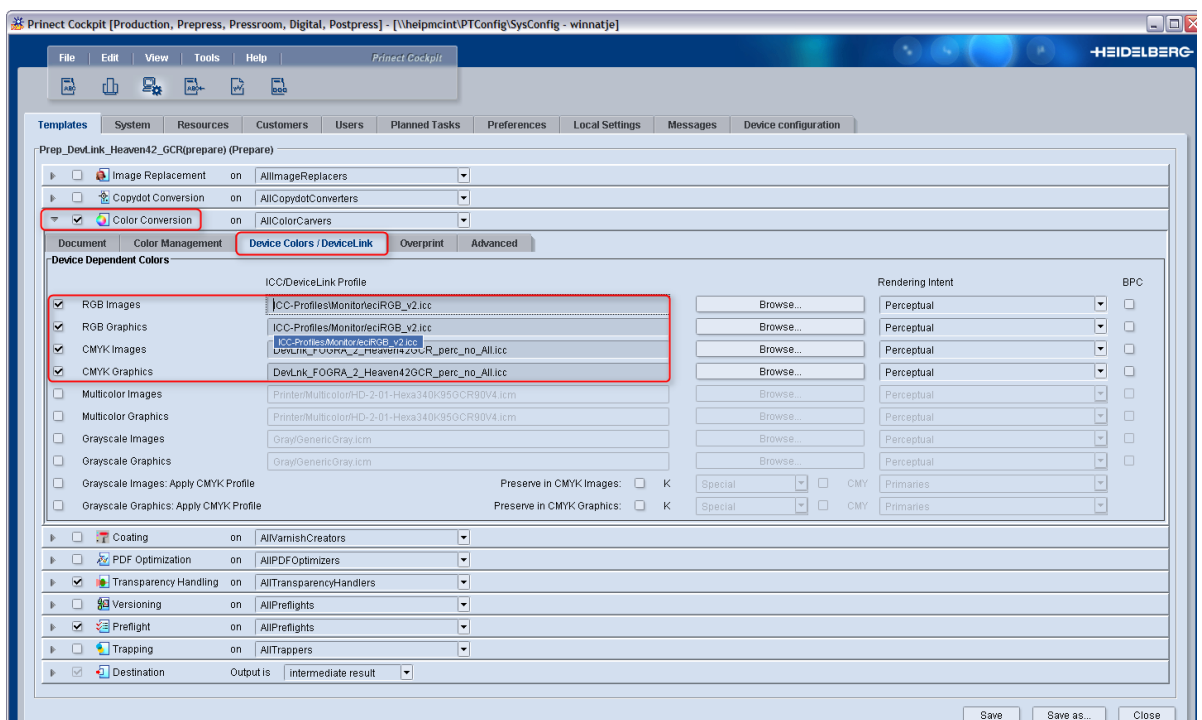 Prinect Cockpit [Production, Prepress, Pressroom, Digital, Postpress] - [\\heipmcint\PTConfig\SysConfig - winnatje]
File Edit View Tools Help Prinect Cockpit
HEIDELBERG
Templates System Resources Customers Users Planned Tasks Preferences Local Settings Messages Device configuration
Prep_DevLink_Heaven42_GCR(prepare) (Prepare)
Image Replacement on AllImageReplacers
Copydot Conversion on AllCopydotConverters
Color Conversion on AllColorCarvers
Document Color Management Device Colors / DeviceLink Overprint Advanced
Device Dependent Colors
ICC/DeviceLink Profile Rendering Intent BPC
RGB Images ICC-Profiles\Monitor\eciRGB_v2.icc Browse... Perceptual
RGB Graphics ICC-Profiles/Monitor/eciRGB_v2.icc Browse... Perceptual
ICC-Profiles/Monitor/eciRGB_v2.icc
CMYK Images DevLnk_FOGRA_2_Heaven42GCR_perc_no_All.icc Browse... Perceptual
CMYK Graphics DevLnk_FOGRA_2_Heaven42GCR_perc_no_All.icc Browse... Perceptual
Multicolor Images Printer/Multicolor/HD-2-01-Hexa340K95GCR90V4.icm Browse... Perceptual
Multicolor Graphics Printer/Multicolor/HD-2-01-Hexa340K95GCR90V4.icm Browse... Perceptual
Grayscale Images Gray/GenericGray.icm Browse... Perceptual
Grayscale Graphics Gray/GenericGray.icm Browse... Perceptual
Grayscale Images: Apply CMYK Profile Preserve in CMYK Images: K Special CMY Primaries
Grayscale Graphics: Apply CMYK Profile Preserve in CMYK Graphics: K Special CMY Primaries
Coating on AllVarnishCreators
PDF Optimization on AllPDFOptimizers
Transparency Handling on AllTransparencyHandlers
Versioning on AllPreflights
Preflight on AllPreflights
Trapping on AllTrappers
Destination Output is intermediate result
Save Save as... Close